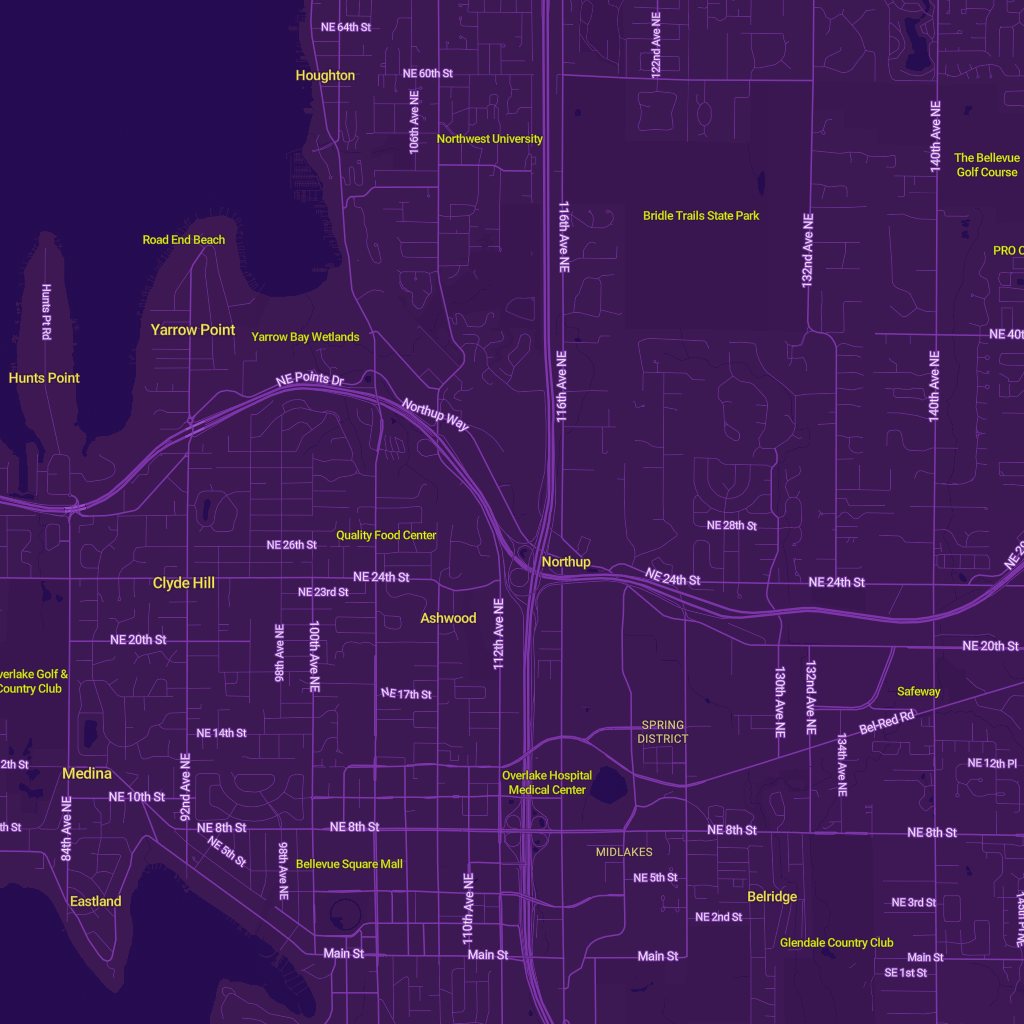 NE 64th St
122nd Ave NE
Houghton
NE 60th St
106th Ave NE
140th Ave NE
Northwest University
The Bellevue
Golf Course
116th Ave NE
Bridle Trails State Park
132nd Ave NE
Road End Beach
PRO C
Hunts Pt Rd
Yarrow Point
Yarrow Bay Wetlands
NE 40t
Hunts Point
NE Points Dr
116th Ave NE
140th Ave NE
Northup Way
NE 28th St
Quality Food Center
NE 26th St
NE 29
Northup
Clyde Hill
NE 24th St
NE 24th St
NE 24th St
NE 23rd St
Ashwood
112th Ave NE
NE 20th St
98th Ave NE
100th Ave NE
NE 20th St
verlake Golf &
Country Club
NE 17th St
130th Ave NE
132nd Ave NE
Safeway
SPRING
DISTRICT
Bel-Red Rd
NE 14th St
134th Ave NE
2th St
Medina
92nd Ave NE
Overlake Hospital
Medical Center
NE 12th Pl
NE 10th St
th St
84th Ave NE
NE 8th St
NE 8th St
NE 8th St
NE 8th St
NE 5th St
98th Ave NE
Bellevue Square Mall
MIDLAKES
NE 5th St
110th Ave NE
Eastland
Belridge
NE 3rd St
NE 2nd St
145th Pl NE
Glendale Country Club
Main St
Main St
Main St
Main St
SE 1st St